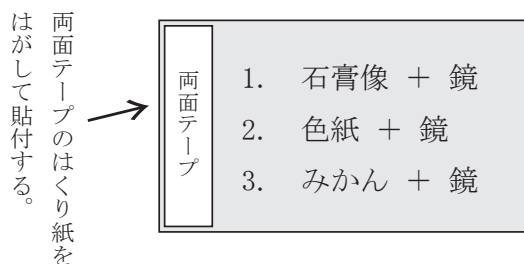 両面テープのはくり紙を
はがして貼付する。
両面テープ
1. 石膏像 + 鏡
2. 色紙 + 鏡
3. みかん + 鏡